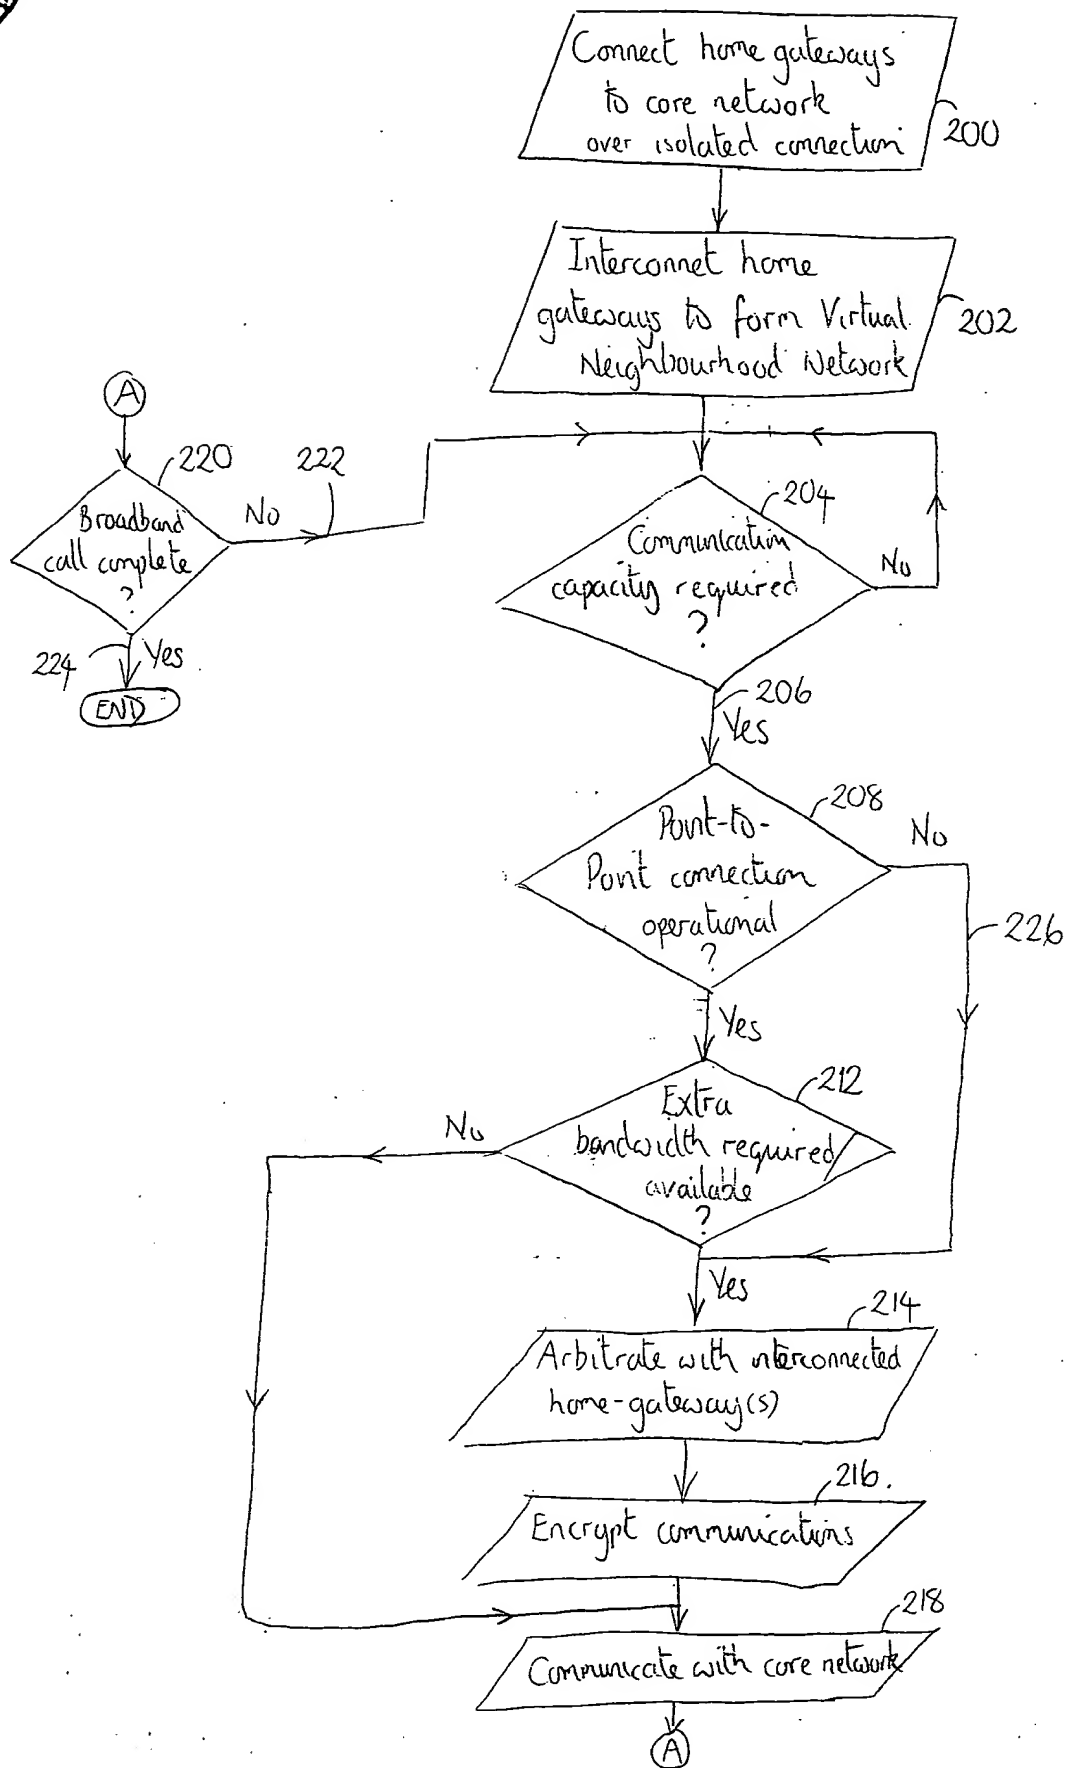 Connect home gateways
to core network
over isolated connection
200
Interconnet home
gateways to form Virtual
Neighbourhood Network
202
A
220
222
Broadband
call complete
?
No
224
Yes
END
204
Communication
capacity required
?
No
206
Yes
208
Point-to-
Point connection
operational
?
No
226
Yes
212
Extra
bandwidth required/
available
?
No
Yes
214
Arbitrate with interconnected
home-gateway(s)
216.
Encrypt communications
218
Communicate with core network
A